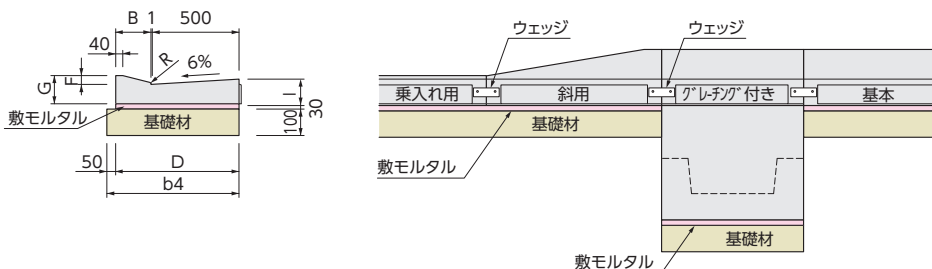 B 1 500
40
R
6%
G
F
I
30
100
敷モルタル
基礎材
50
D
b4
ウェッジ
ウェッジ
乗入れ用
斜用
グレーチング付き
基本
基礎材
敷モルタル
基礎材
敷モルタル